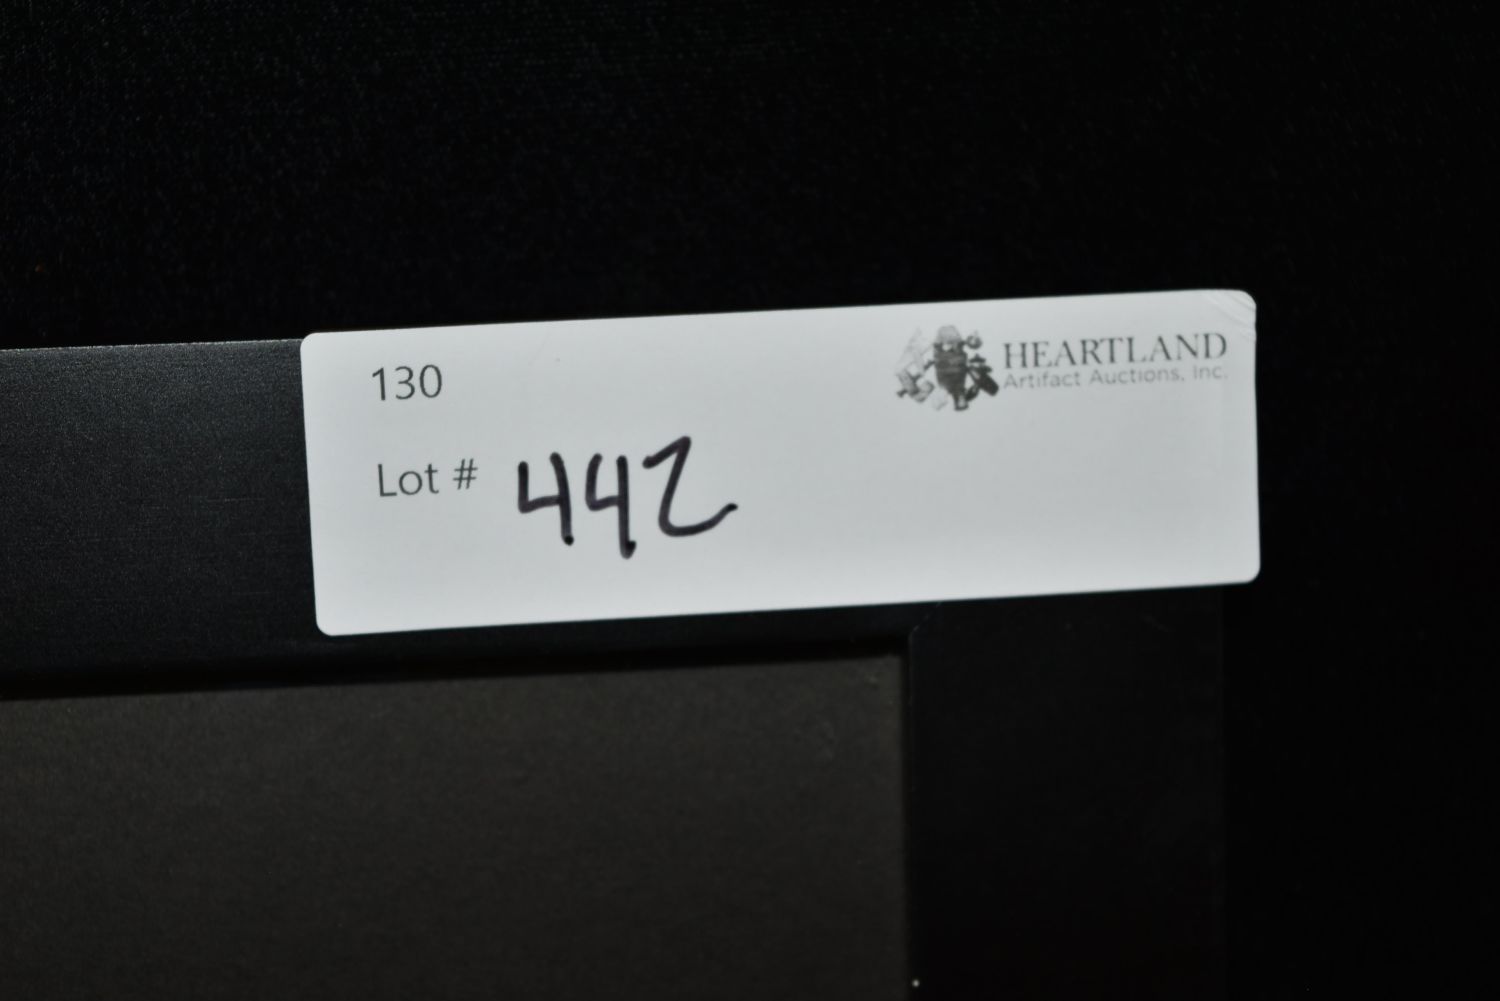 130
HEARTLAND
Artifact Auctions, Inc.
Lot # 442